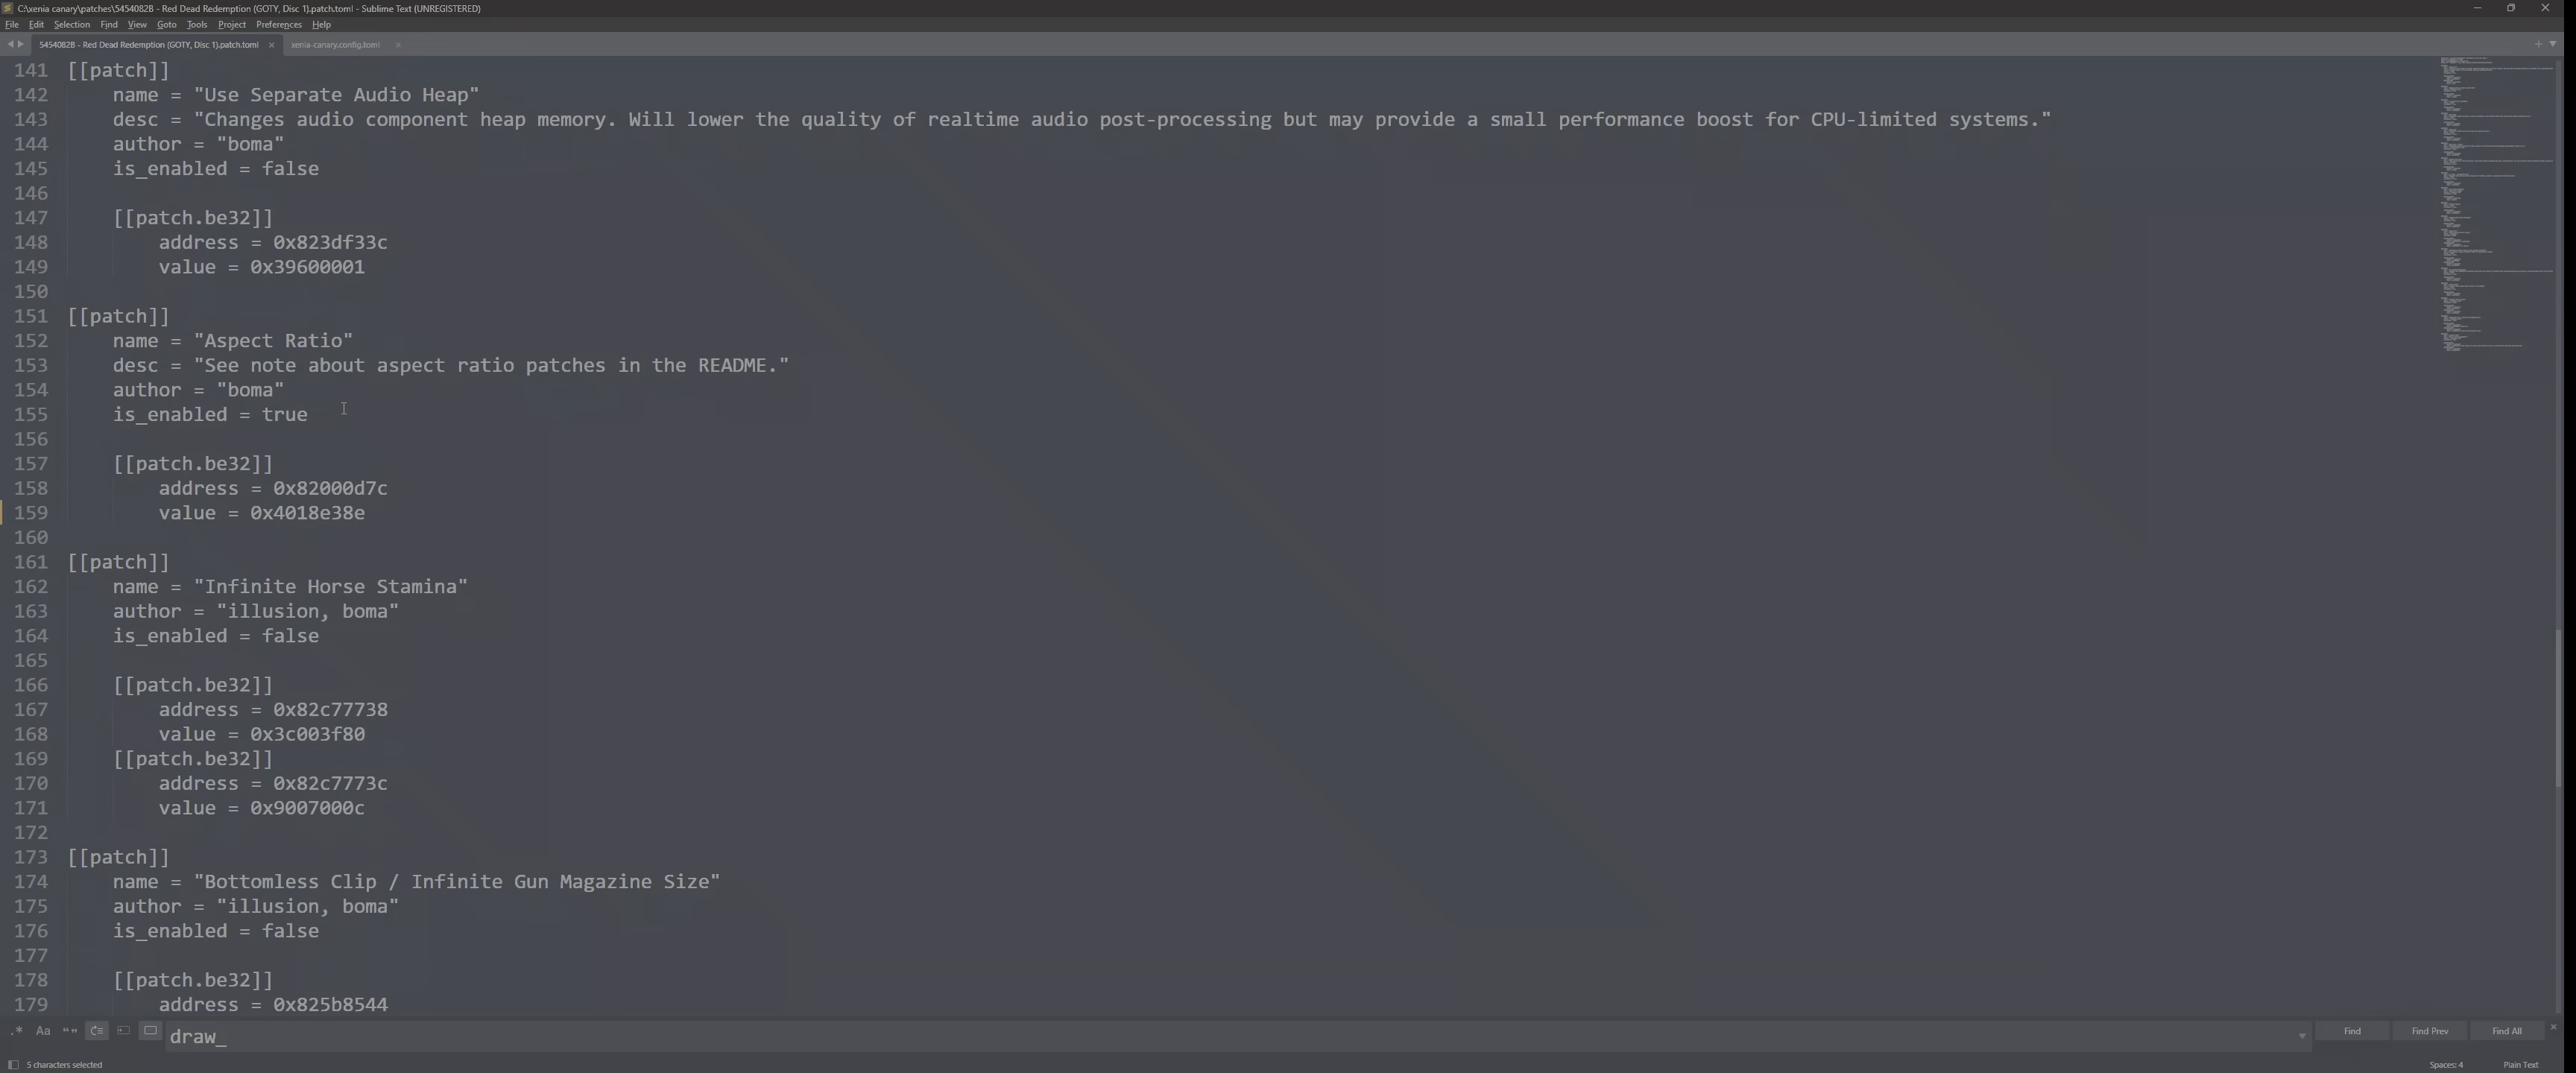 C:\xenia canary\patches\5454082B - Red Dead Redemption (GOTY, Disc 1).patch.toml - Sublime Text (UNREGISTERED)
File Edit Selection Find View Goto Tools Project Preferences Help
5454082B - Red Dead Redemption (GOTY, Disc 1).patch.toml xenia-canary.config.toml
141 [[patch]]
142 name = "Use Separate Audio Heap"
143 desc = "Changes audio component heap memory. Will lower the quality of realtime audio post-processing but may provide a small performance boost for CPU-limited systems."
144 author = "boma"
145 is_enabled = false
146
147 [[patch.be32]]
148 address = 0x823df33c
149 value = 0x39600001
150
151 [[patch]]
152 name = "Aspect Ratio"
153 desc = "See note about aspect ratio patches in the README."
154 author = "boma"
155 is_enabled = true
156
157 [[patch.be32]]
158 address = 0x82000d7c
159 value = 0x4018e38e
160
161 [[patch]]
162 name = "Infinite Horse Stamina"
163 author = "illusion, boma"
164 is_enabled = false
165
166 [[patch.be32]]
167 address = 0x82c77738
168 value = 0x3c003f80
169 [[patch.be32]]
170 address = 0x82c7773c
171 value = 0x9007000c
172
173 [[patch]]
174 name = "Bottomless Clip / Infinite Gun Magazine Size"
175 author = "illusion, boma"
176 is_enabled = false
177
178 [[patch.be32]]
179 address = 0x825b8544
.* Aa “” draw_ Find Find Prev Find All
5 characters selected Spaces: 4 Plain Text